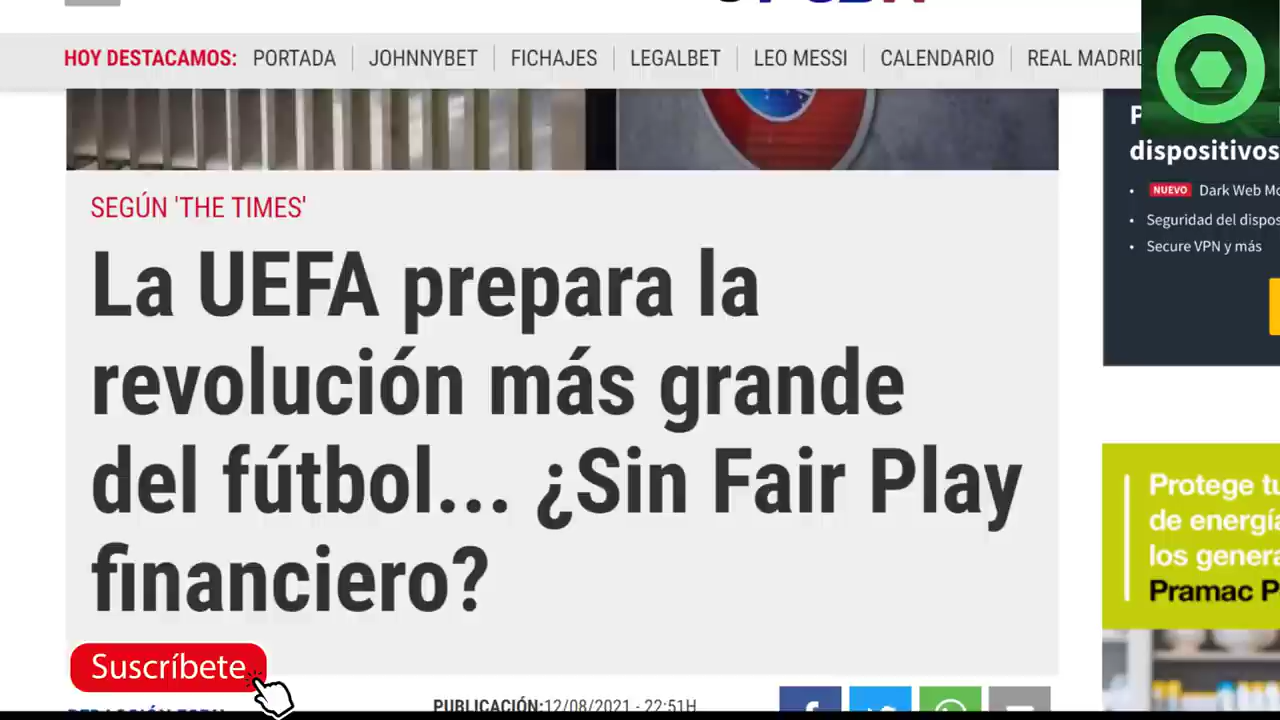 HOY DESTACAMOS: PORTADA JOHNNYBET FICHAJES LEGALBET LEO MESSI CALENDARIO REAL MADRID
dispositivos
NUEVO Dark Web
Seguridad del
Secure VPN y más
SEGÚN 'THE TIMES'
La UEFA prepara la
revolución más grande
del fútbol... ¿Sin Fair Play
financiero?
Protege
de
los
Pramac
Suscríbete
PUBLICACIÓN:12/08/2021 - 22:51H